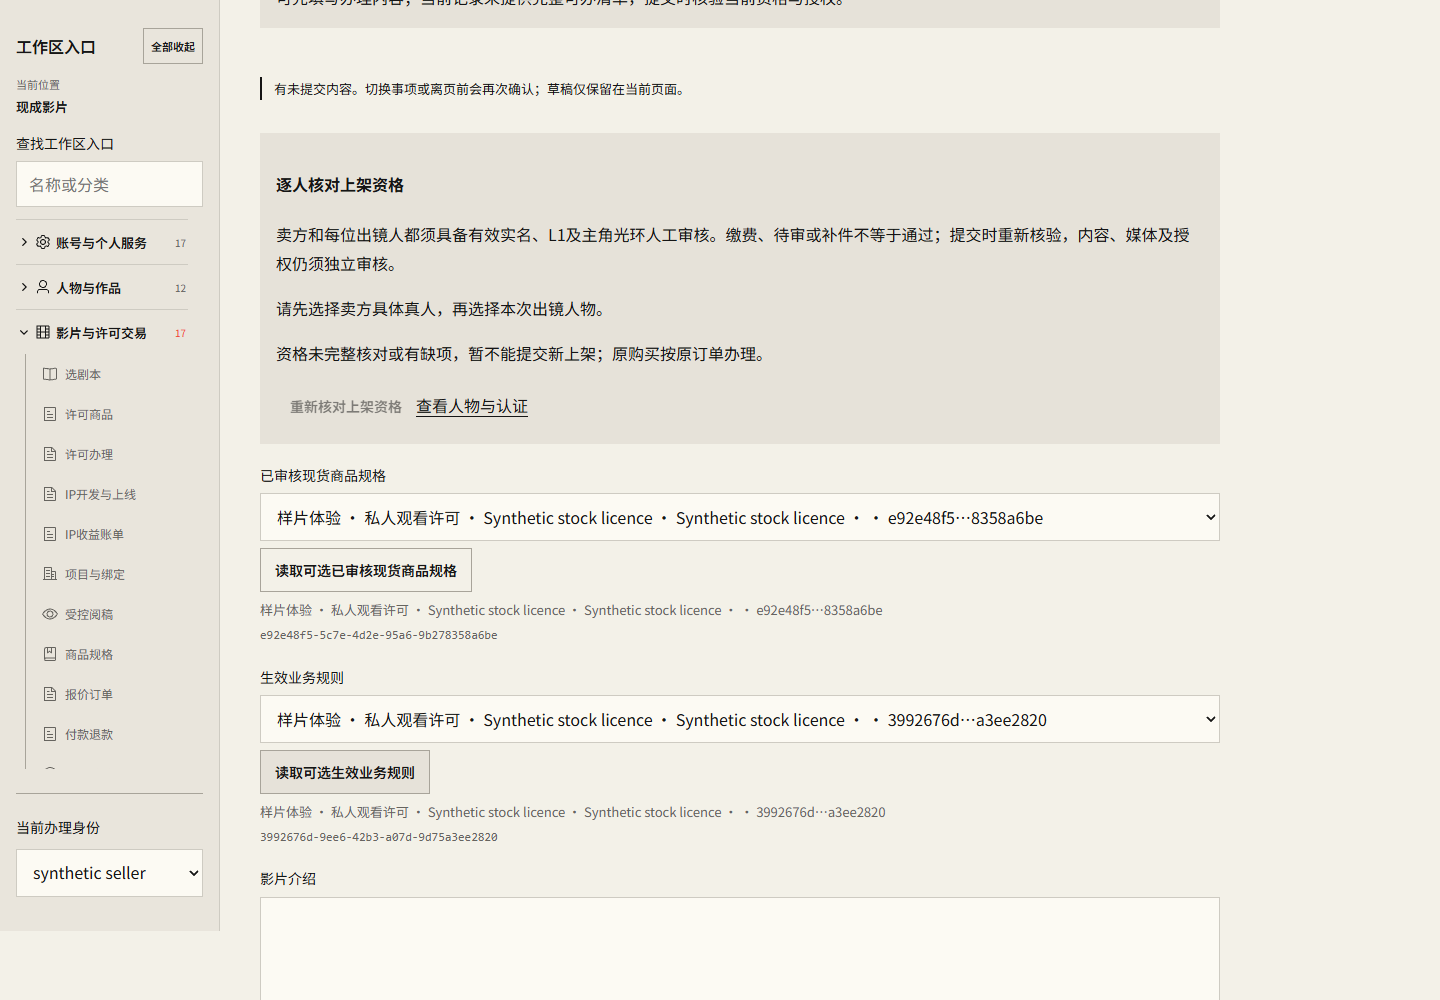 工作区入口
全部收起
当前位置
现成影片
查找工作区入口
名称或分类
账号与个人服务 17
人物与作品 12
影片与许可交易 17
选剧本
许可商品
许可办理
IP开发与上线
IP收益账单
项目与绑定
受控阅稿
商品规格
报价订单
付款退款
当前办理身份
synthetic seller
有未提交内容。切换事项或离页前会再次确认；草稿仅保留在当前页面。
逐人核对上架资格
卖方和每位出镜人都须具备有效实名、L1及主角光环人工审核。缴费、待审或补件不等于通过；提交时重新核验，内容、媒体及授
权仍须独立审核。
请先选择卖方具体真人，再选择本次出镜人物。
资格未完整核对或有缺项，暂不能提交新上架；原购买按原订单办理。
重新核对上架资格 查看人物与认证
已审核现货商品规格
样片体验 · 私人观看许可 · Synthetic stock licence · Synthetic stock licence · · e92e48f5…8358a6be
读取可选已审核现货商品规格
样片体验 · 私人观看许可 · Synthetic stock licence · Synthetic stock licence · · e92e48f5…8358a6be
e92e48f5-5c7e-4d2e-95a6-9b278358a6be
生效业务规则
样片体验 · 私人观看许可 · Synthetic stock licence · Synthetic stock licence · · 3992676d…a3ee2820
读取可选生效业务规则
样片体验 · 私人观看许可 · Synthetic stock licence · Synthetic stock licence · · 3992676d…a3ee2820
3992676d-9ee6-42b3-a07d-9d75a3ee2820
影片介绍